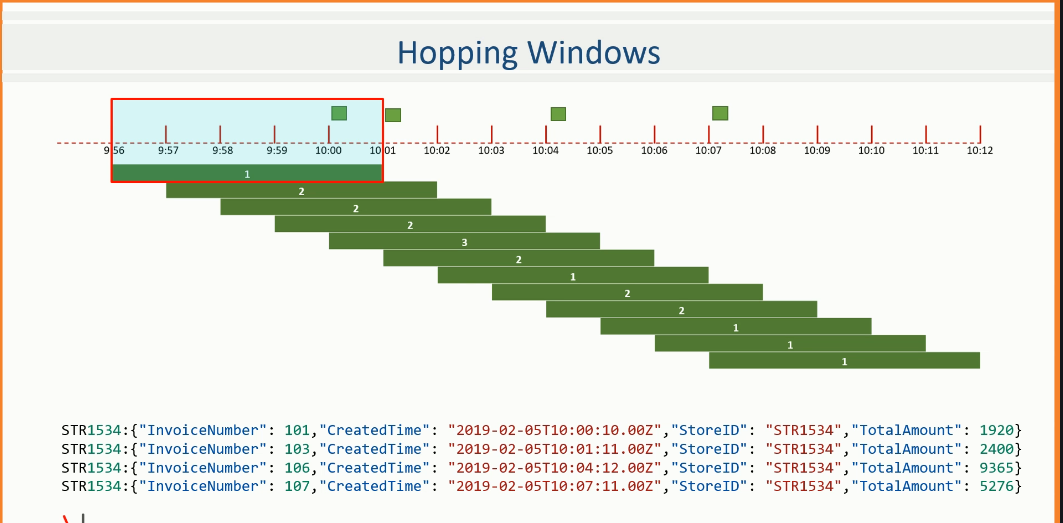 Hopping Windows
9:56 9:57 9:58 9:59 10:00 10:01 10:02 10:03 10:04 10:05 10:06 10:07 10:08 10:09 10:10 10:11 10:12
1
2
2
2
3
2
1
2
2
1
1
1
STR1534:{"InvoiceNumber": 101,"CreatedTime": "2019-02-05T10:00:10.00Z","StoreID": "STR1534","TotalAmount": 1920}
STR1534:{"InvoiceNumber": 103,"CreatedTime": "2019-02-05T10:01:11.00Z","StoreID": "STR1534","TotalAmount": 2400}
STR1534:{"InvoiceNumber": 106,"CreatedTime": "2019-02-05T10:04:12.00Z","StoreID": "STR1534","TotalAmount": 9365}
STR1534:{"InvoiceNumber": 107,"CreatedTime": "2019-02-05T10:07:11.00Z","StoreID": "STR1534","TotalAmount": 5276}